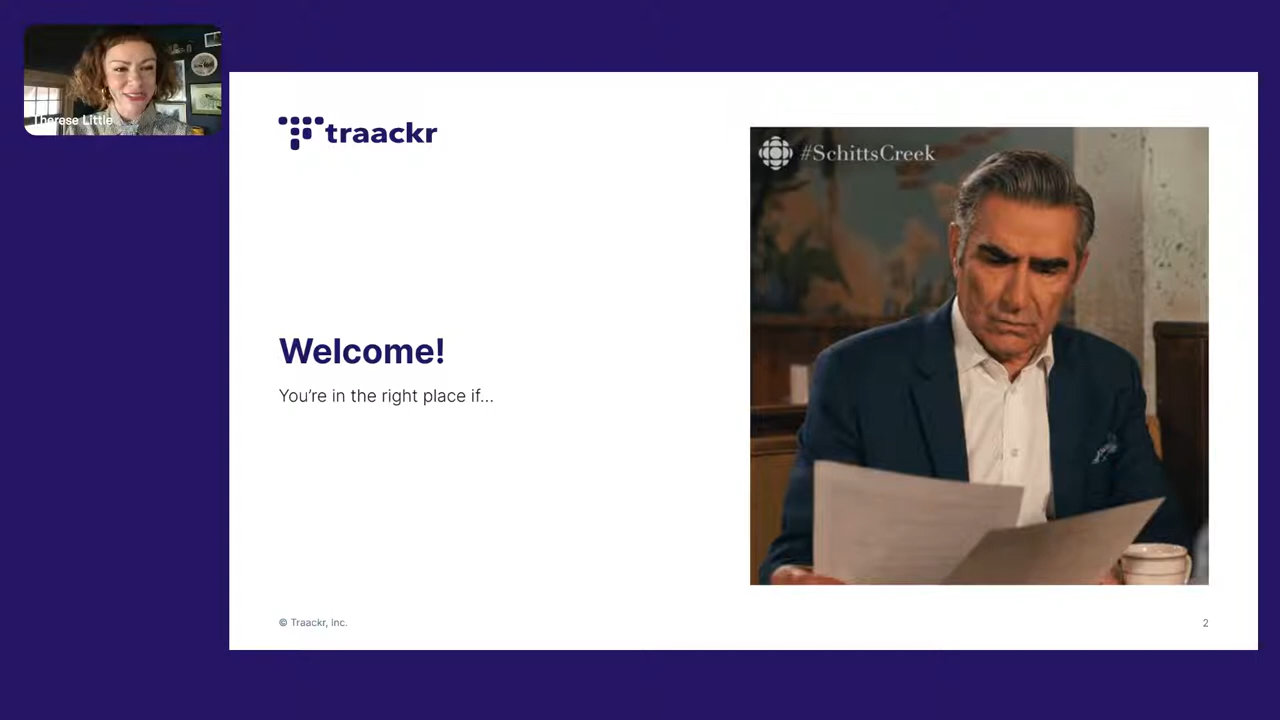 Therese Little
traackr
#SchittsCreek
Welcome!
You're in the right place if...
© Traackr, Inc.
2